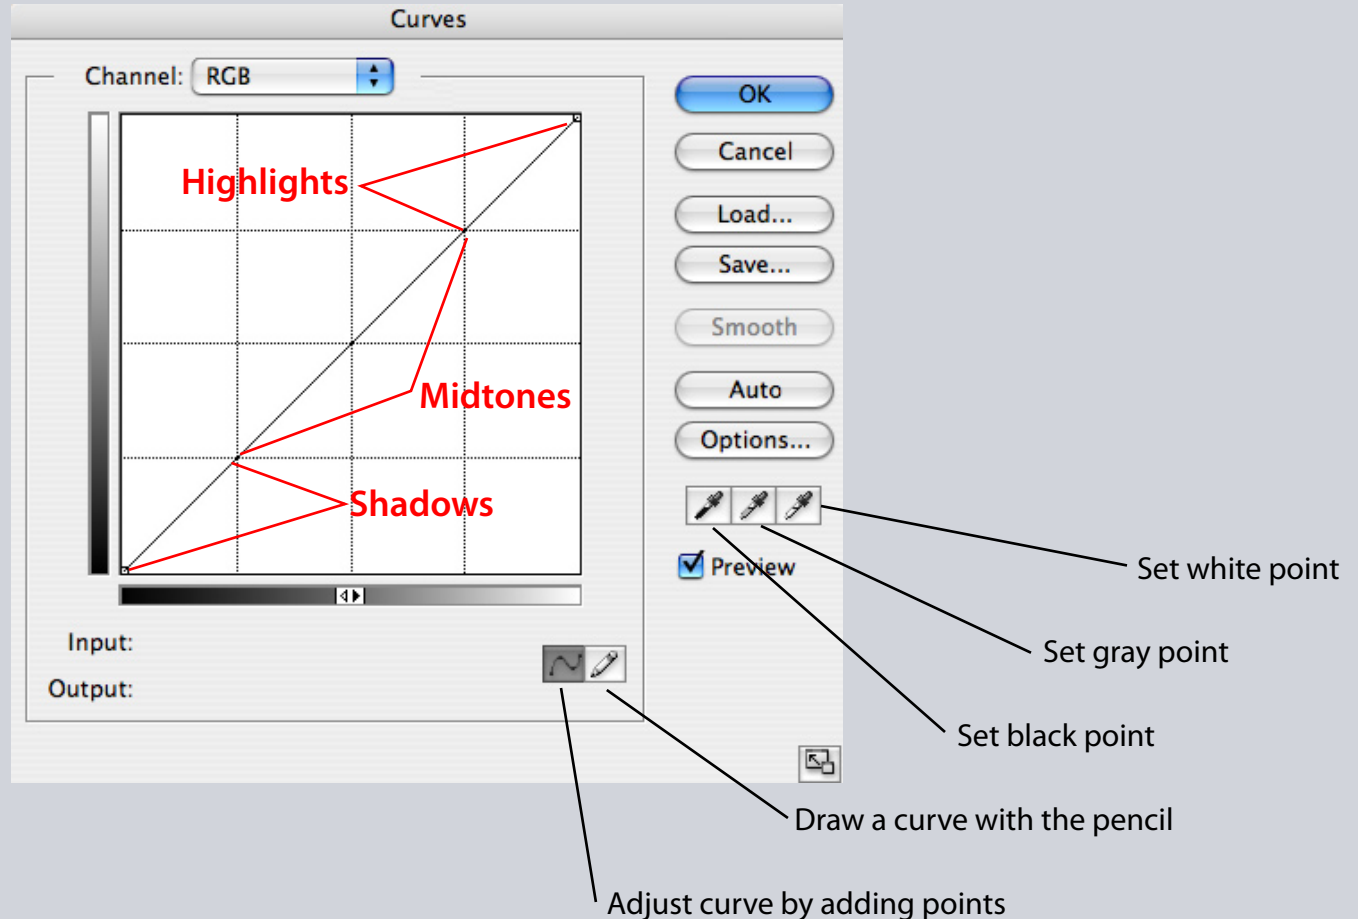 Curves
Channel: RGB
OK
Cancel
Highlights
Load...
Save...
Smooth
Midtones
Auto
Options...
Shadows
Preview
Set white point
Input:
Set gray point
Output:
Set black point
Draw a curve with the pencil
Adjust curve by adding points